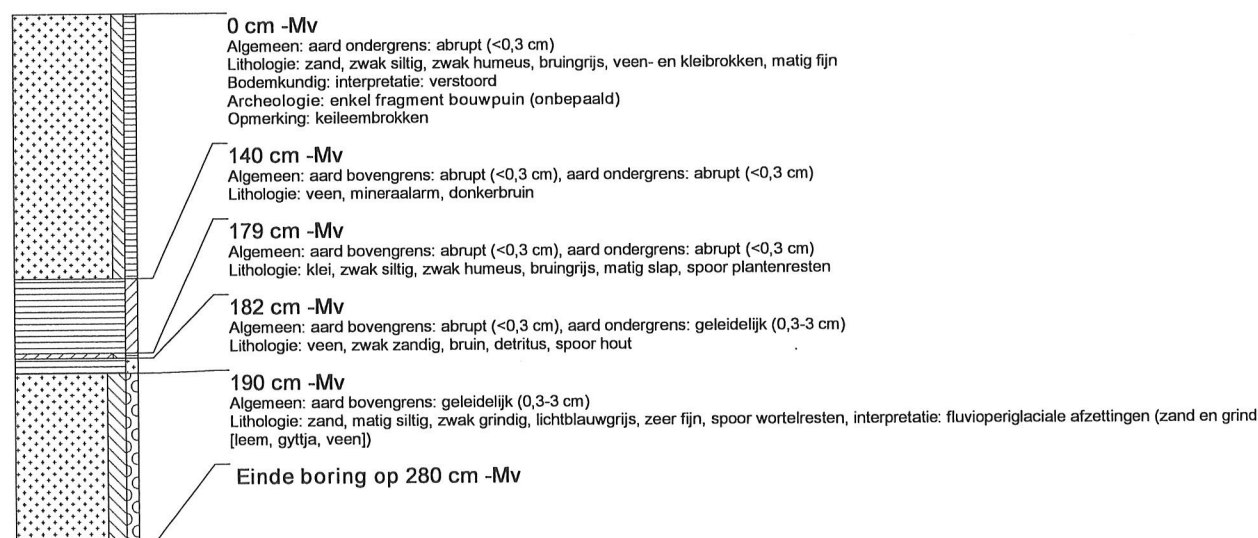 0 cm -Mv
Algemeen: aard ondergrens: abrupt (<0,3 cm)
Lithologie: zand, zwak siltig, zwak humeus, bruingrijs, veen- en kleibrokken, matig fijn
Bodemkundig: interpretatie: verstoord
Archeologie: enkel fragment bouwpuin (onbepaald)
Opmerking: keileembrokken
140 cm -Mv
Algemeen: aard bovengrens: abrupt (<0,3 cm), aard ondergrens: abrupt (<0,3 cm)
Lithologie: veen, mineraalarm, donkerbruin
179 cm -Mv
Algemeen: aard bovengrens: abrupt (<0,3 cm), aard ondergrens: abrupt (<0,3 cm)
Lithologie: klei, zwak siltig, zwak humeus, bruingrijs, matig slap, spoor plantenresten
182 cm -Mv
Algemeen: aard bovengrens: abrupt (<0,3 cm), aard ondergrens: geleidelijk (0,3-3 cm)
Lithologie: veen, zwak zandig, bruin, detritus, spoor hout
190 cm -Mv
Algemeen: aard bovengrens: geleidelijk (0,3-3 cm)
Lithologie: zand, matig siltig, zwak grindig, lichtblauwgrijs, zeer fijn, spoor wortelresten, interpretatie: fluvioperiglaciale afzettingen (zand en grind
[leem, gyttja, veen])
Einde boring op 280 cm -Mv